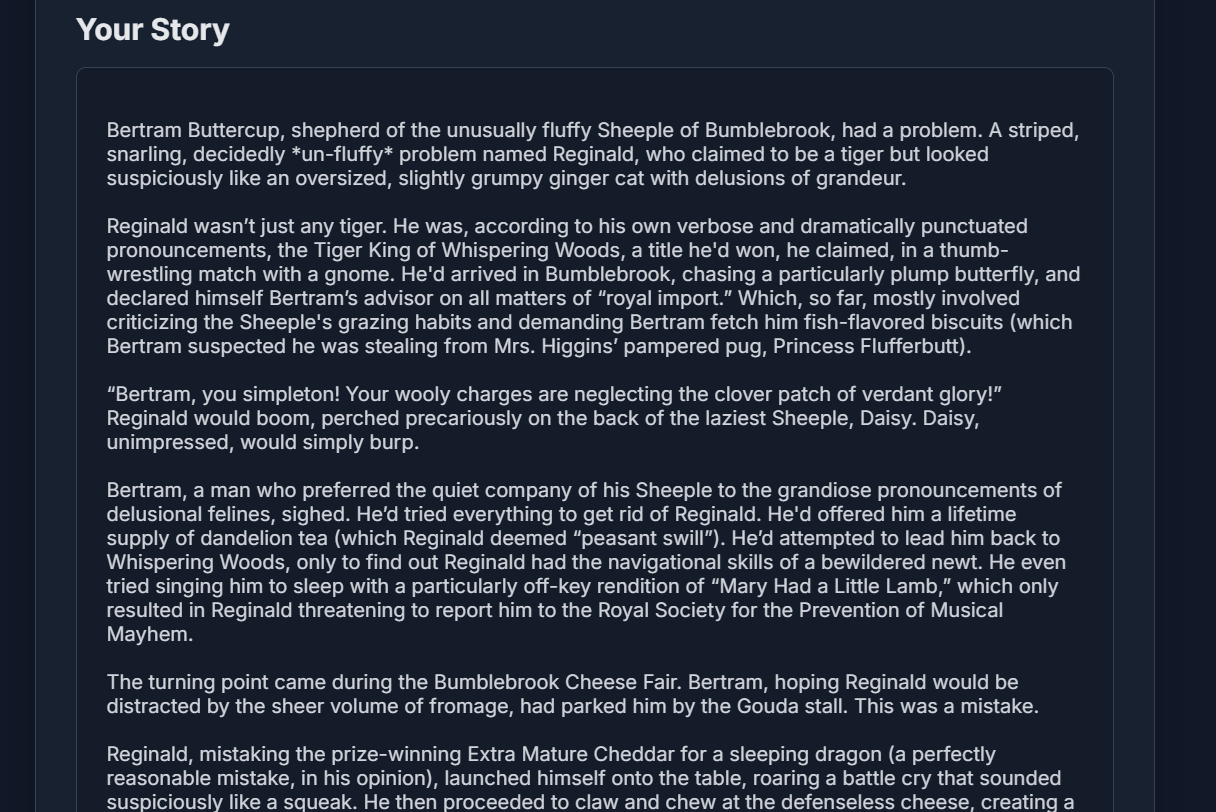 Your Story
Bertram Buttercup, shepherd of the unusually fluffy Sheeple of Bumblebrook, had a problem. A striped,
snarling, decidedly *un-fluffy* problem named Reginald, who claimed to be a tiger but looked
suspiciously like an oversized, slightly grumpy ginger cat with delusions of grandeur.
Reginald wasn’t just any tiger. He was, according to his own verbose and dramatically punctuated
pronouncements, the Tiger King of Whispering Woods, a title he'd won, he claimed, in a thumb-
wrestling match with a gnome. He'd arrived in Bumblebrook, chasing a particularly plump butterfly, and
declared himself Bertram’s advisor on all matters of “royal import.” Which, so far, mostly involved
criticizing the Sheeple's grazing habits and demanding Bertram fetch him fish-flavored biscuits (which
Bertram suspected he was stealing from Mrs. Higgins’ pampered pug, Princess Flufferbutt).
“Bertram, you simpleton! Your wooly charges are neglecting the clover patch of verdant glory!”
Reginald would boom, perched precariously on the back of the laziest Sheeple, Daisy. Daisy,
unimpressed, would simply burp.
Bertram, a man who preferred the quiet company of his Sheeple to the grandiose pronouncements of
delusional felines, sighed. He’d tried everything to get rid of Reginald. He'd offered him a lifetime
supply of dandelion tea (which Reginald deemed “peasant swill”). He’d attempted to lead him back to
Whispering Woods, only to find out Reginald had the navigational skills of a bewildered newt. He even
tried singing him to sleep with a particularly off-key rendition of “Mary Had a Little Lamb,” which only
resulted in Reginald threatening to report him to the Royal Society for the Prevention of Musical
Mayhem.
The turning point came during the Bumblebrook Cheese Fair. Bertram, hoping Reginald would be
distracted by the sheer volume of fromage, had parked him by the Gouda stall. This was a mistake.
Reginald, mistaking the prize-winning Extra Mature Cheddar for a sleeping dragon (a perfectly
reasonable mistake, in his opinion), launched himself onto the table, roaring a battle cry that sounded
suspiciously like a squeak. He then proceeded to claw and chew at the defenseless cheese, creating a